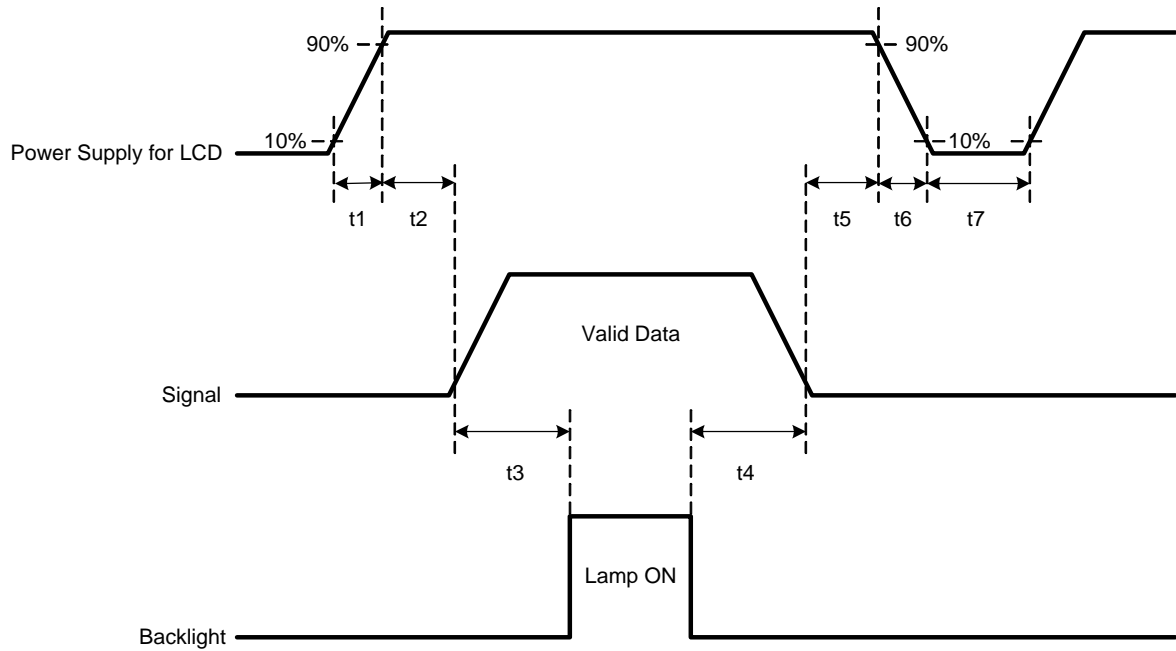 90%
90%
10%
10%
Power Supply for LCD
t1
t2
t5
t6
t7
Valid Data
Signal
t3
t4
Lamp ON
Backlight